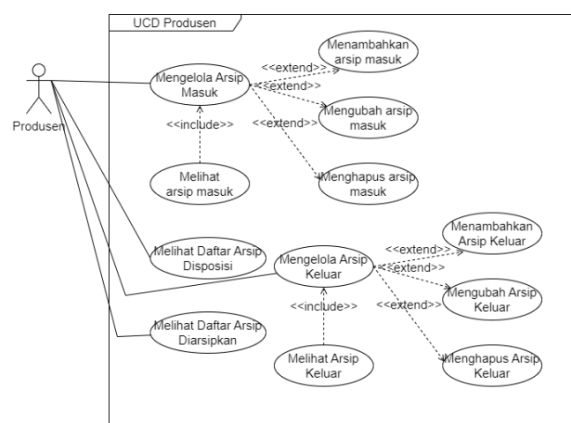 UCD Produsen
Produsen
Mengelola Arsip
Masuk
<<extend>>
Menambahkan
arsip masuk
<<extend>>
Mengubah arsip
masuk
<<include>>
<<extend>>
Melihat
arsip masuk
Menghapus arsip
masuk
Melihat Daftar Arsip
Disposisi
Mengelola Arsip
Keluar
<<extend>>
Menambahkan
Arsip Keluar
<<extend>>
Mengubah Arsip
Keluar
<<include>>
<<extend>>
Melihat Daftar Arsip
Diarsipkan
Melihat Arsip
Keluar
Menghapus Arsip
Keluar